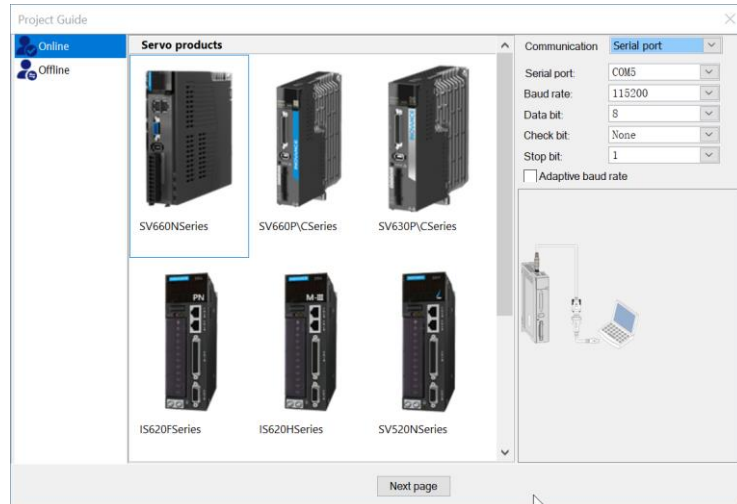 Project Guide
Online
Offline
Servo products
SV660NSeries
SV660P\CSeries
SV630P\CSeries
PN
M-III
IS620FSeries
IS620HSeries
SV520NSeries
Communication Serial port
Serial port: COM5
Baud rate: 115200
Data bit: 8
Check bit: None
Stop bit: 1
Adaptive baud rate
Next page